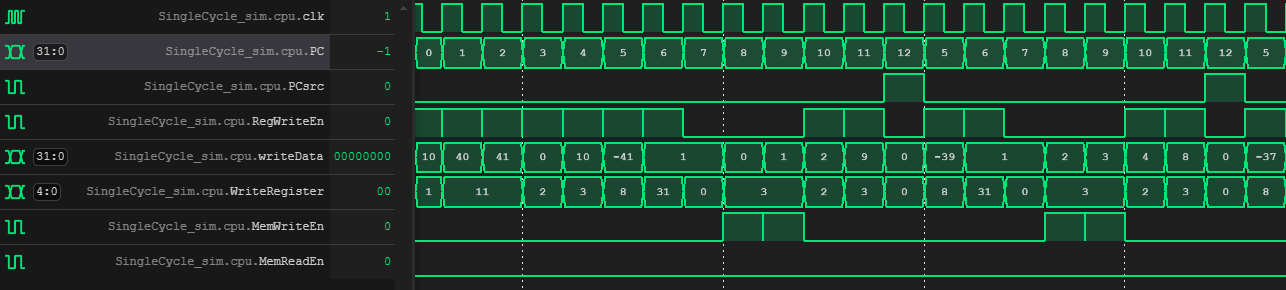 SingleCycle_sim.cpu.clk 1
31:0 SingleCycle_sim.cpu.PC -1 0 1 2 3 4 5 6 7 8 9 10 11 12 5 6 7 8 9 10 11 12 5
SingleCycle_sim.cpu.PCsrc 0
SingleCycle_sim.cpu.RegWriteEn 0
31:0 SingleCycle_sim.cpu.writeData 00000000 10 40 41 0 10 -41 1 0 1 2 9 0 -39 1 2 3 4 8 0 -37
4:0 SingleCycle_sim.cpu.WriteRegister 00 1 11 2 3 8 31 0 3 2 3 0 8 31 0 3 2 3 0 8
SingleCycle_sim.cpu.MemWriteEn 0
SingleCycle_sim.cpu.MemReadEn 0